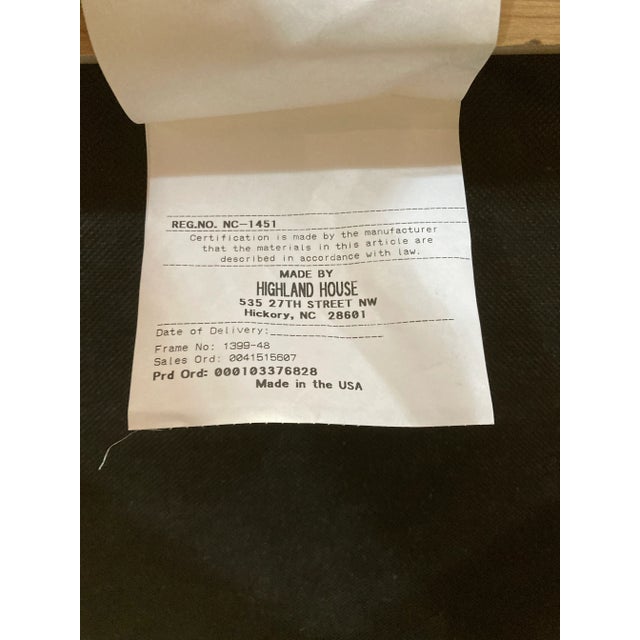 REG.NO. NC-1451
Certification is made by the manufacturer
that the materials in this article are
described in accordance with law.
MADE BY
HIGHLAND HOUSE
535 27TH STREET NW
Hickory, NC 28601
Date of Delivery:
Frame No: 1399-48
Sales Ord: 0041515607
Prd Ord: 000103376828
Made in the USA